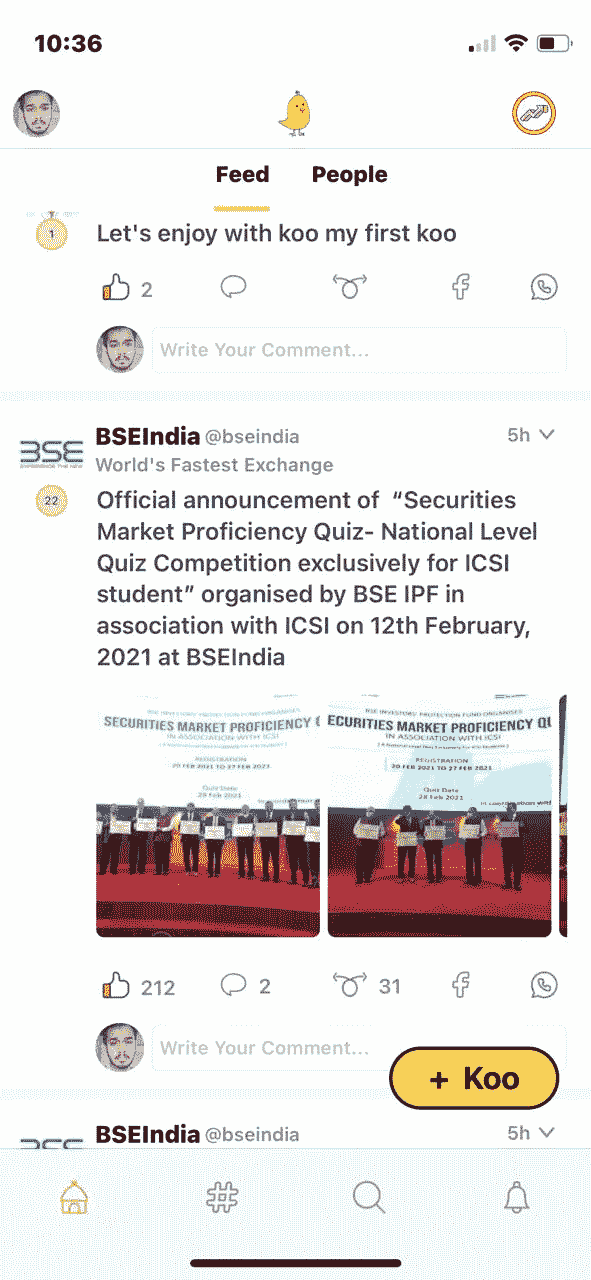 10:36
Feed People
1
Let's enjoy with koo my first koo
2
Write Your Comment...
BSE
BSEIndia @bseindia 5h
World's Fastest Exchange
22
Official announcement of “Securities
Market Proficiency Quiz- National Level
Quiz Competition exclusively for ICSI
student” organised by BSE IPF in
association with ICSI on 12th February,
2021 at BSEIndia
BSE INVESTORS' PROTECTION FUND ORGANISES
SECURITIES MARKET PROFICIENCY
IN ASSOCIATION WITH ICSI
REGISTRATION
20 FEB 2021 TO 27 FEB 2021
Quiz Date
28 Feb 2021
BSE INVESTORS' PROTECTION FUND ORGANISES
ECURITIES MARKET PROFICIENCY QU
IN ASSOCIATION WITH ICSI
REGISTRATION
20 FEB 2021 TO 27 FEB 2021
Quiz Date
28 Feb 2021
212 2 31
Write Your Comment...
+ Koo
BSEIndia @bseindia 5h